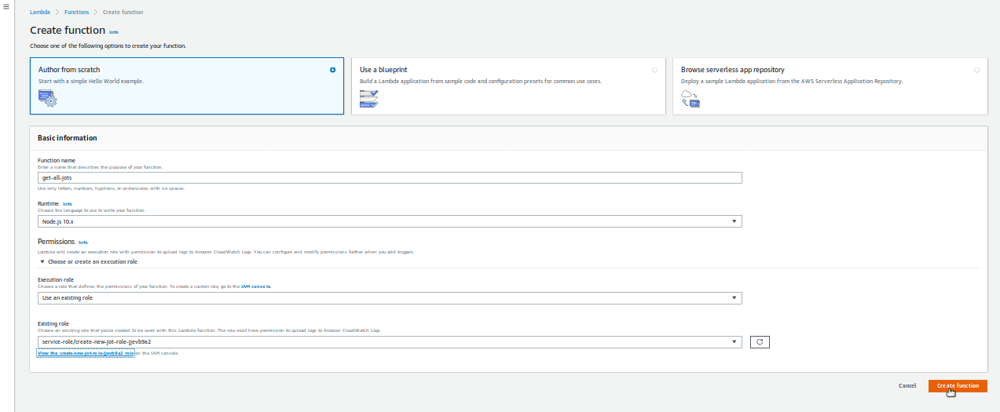 Lambda > Functions > Create function
Create function Info
Choose one of the following options to create your function.
Author from scratch
Start with a simple Hello World example.
Use a blueprint
Build a Lambda application from sample code and configuration presets for common use cases.
Browse serverless app repository
Deploy a sample Lambda application from the AWS Serverless Application Repository.
Basic information
Function name
Enter a name that describes the purpose of your function.
get-all-jots
Use only letters, numbers, hyphens, or underscores with no spaces.
Runtime Info
Choose the language to use to write your function.
Node.js 10.x
Permissions Info
Lambda will create an execution role with permission to upload logs to Amazon CloudWatch Logs. You can configure and modify permissions further when you add triggers.
Choose or create an execution role
Execution role
Choose a role that defines the permissions of your function. To create a custom role, go to the IAM console.
Use an existing role
Existing role
Choose an existing role that you've created to be used with this Lambda function. The role must have permission to upload logs to Amazon CloudWatch Logs.
service-role/create-new-jot-role-jjevb9a2
View the create-new-jot-role-jjevb9a2 role on the IAM console.
Cancel
Create function